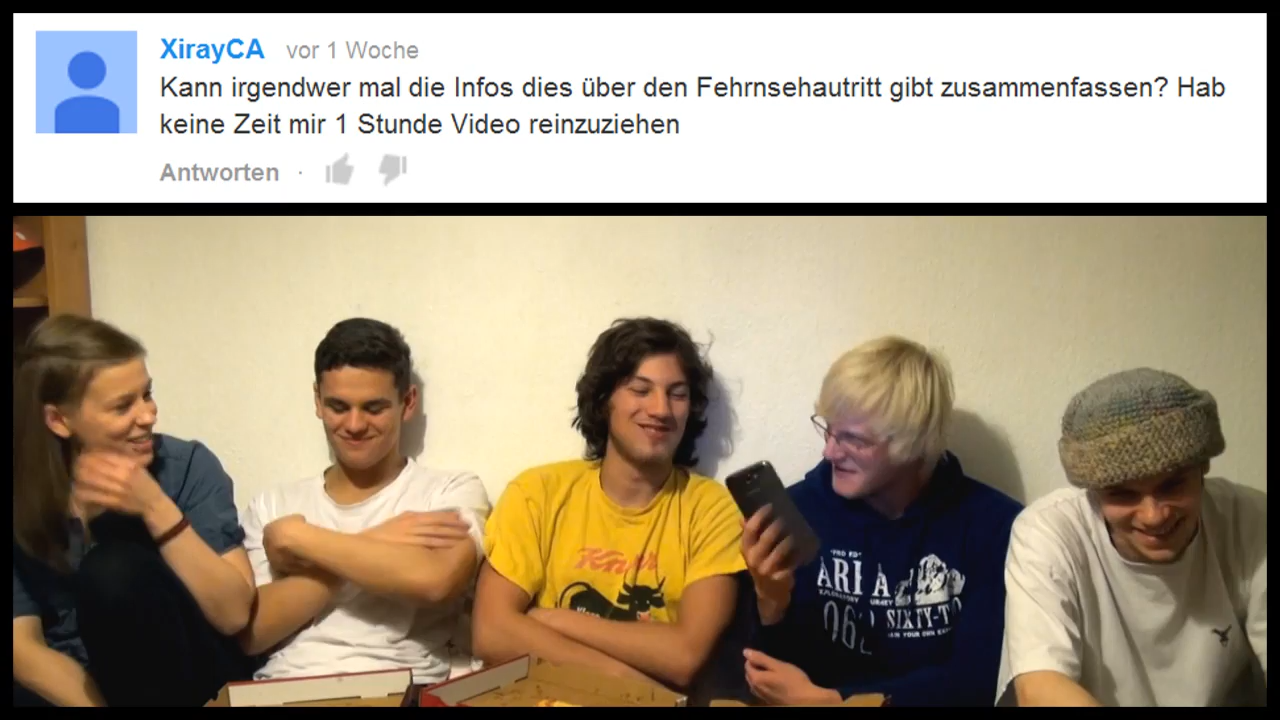 XirayCA vor 1 Woche
Kann irgendwer mal die Infos dies über den Fehrnsehautritt gibt zusammenfassen? Hab
keine Zeit mir 1 Stunde Video reinzuziehen
Antworten ·
SIXTY-T